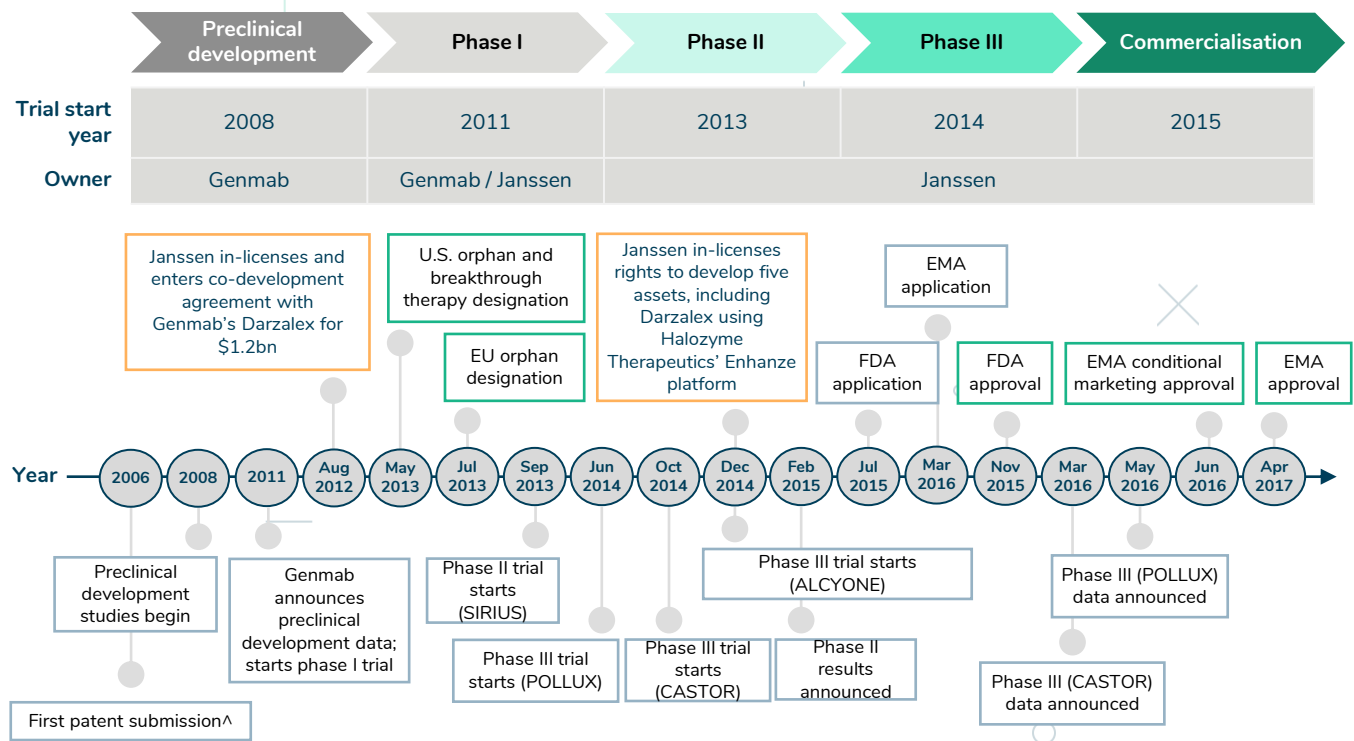 Preclinical
development
Phase I
Phase II
Phase III
Commercialisation
Trial start
year
2008
2011
2013
2014
2015
Owner
Genmab
Genmab / Janssen
Janssen
Janssen in-licenses and
enters co-development
agreement with
Genmab's Darzalex for
$1.2bn
U.S. orphan and
breakthrough
therapy designation
EU orphan
designation
Janssen in-licenses
rights to develop five
assets, including
Darzalex using
Halozyme
Therapeutics' Enhanze
platform
EMA
application
FDA
application
FDA
approval
EMA conditional
marketing approval
EMA
approval
Year
2006
2008
2011
Aug
2012
May
2013
Jul
2013
Sep
2013
Jun
2014
Oct
2014
Dec
2014
Feb
2015
Jul
2015
Mar
2016
Nov
2015
Mar
2016
May
2016
Jun
2016
Apr
2017
Preclinical
development
studies begin
First patent submission^
Genmab
announces
preclinical
development data;
starts phase I trial
Phase II trial
starts
(SIRIUS)
Phase III trial
starts (POLLUX)
Phase III trial
starts
(CASTOR)
Phase III trial starts
(ALCYONE)
Phase II
results
announced
Phase III (POLLUX)
data announced
Phase III (CASTOR)
data announced